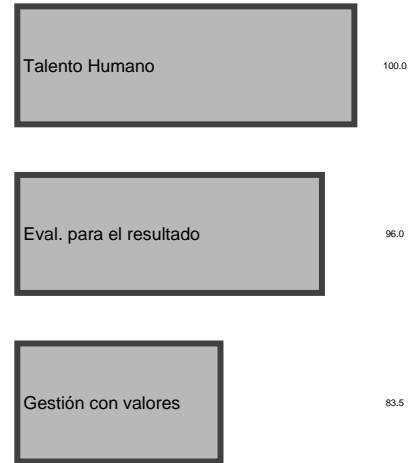 Talento Humano
100.0
Eval. para el resultado
96.0
Gestión con valores
83.5